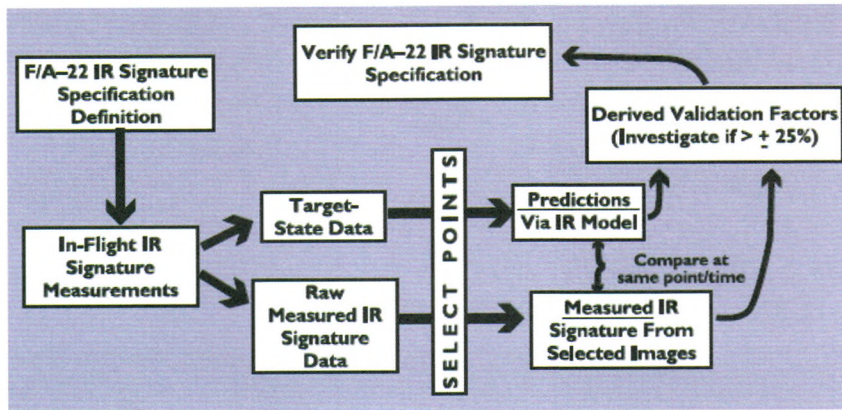 F/A–22 IR Signature
Specification
Definition
Verify F/A–22 IR Signature
Specification
Derived Validation Factors
(Investigate if > ± 25%)
In-Flight IR
Signature
Measurements
Target-
State Data
Raw
Measured IR
Signature
Data
SELECT POINTS
Predictions
Via IR Model
Compare at
same point/time
Measured IR
Signature From
Selected Images